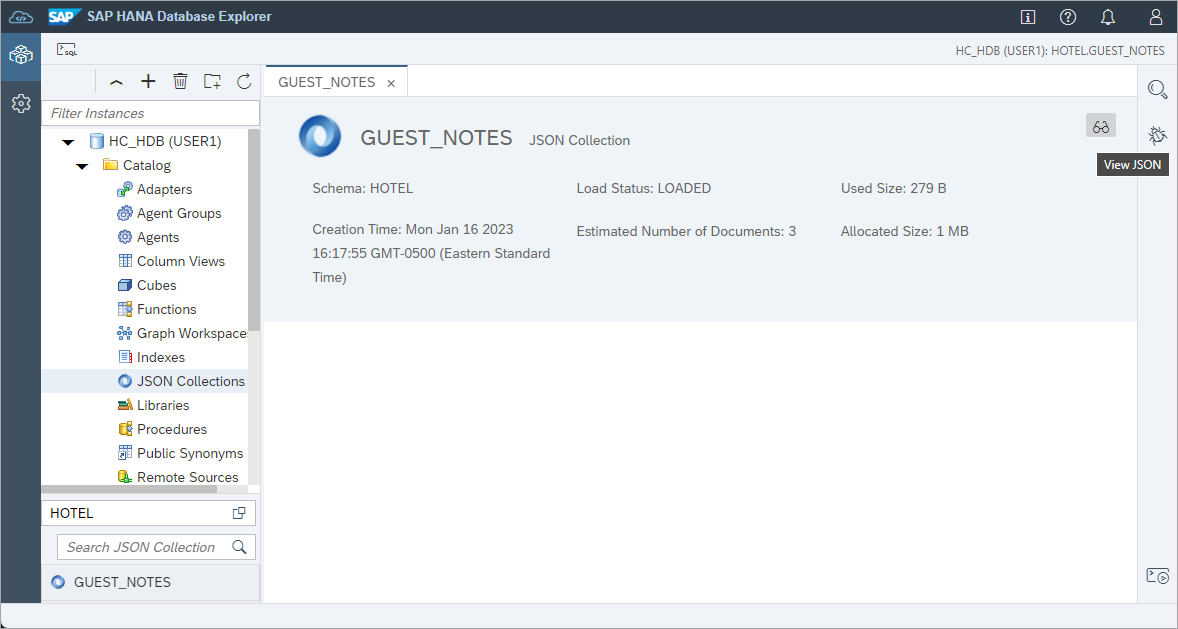 SAP SAP HANA Database Explorer
SQL
HC_HDB (USER1): HOTEL.GUEST_NOTES
Filter Instances
HC_HDB (USER1)
Catalog
Adapters
Agent Groups
Agents
Column Views
Cubes
Functions
Graph Workspaces
Indexes
JSON Collections
Libraries
Procedures
Public Synonyms
Remote Sources
HOTEL
Search JSON Collection
GUEST_NOTES
GUEST_NOTES ×
GUEST_NOTES JSON Collection
View JSON
Schema: HOTEL
Load Status: LOADED
Used Size: 279 B
Creation Time: Mon Jan 16 2023
16:17:55 GMT-0500 (Eastern Standard
Time)
Estimated Number of Documents: 3
Allocated Size: 1 MB